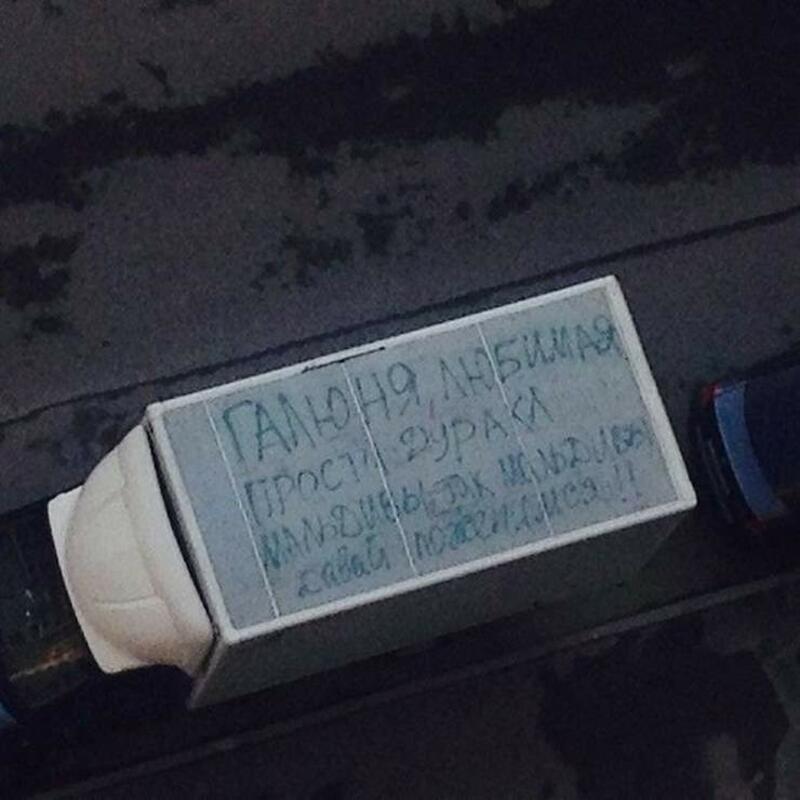 ГАЛЮНЯ, ЛЮБИМАЯ
ПРОСТИ ДУРАКА
МАЛЬДИВЫ, ТАК МАЛЬДИВЫ
давай поженимся!!